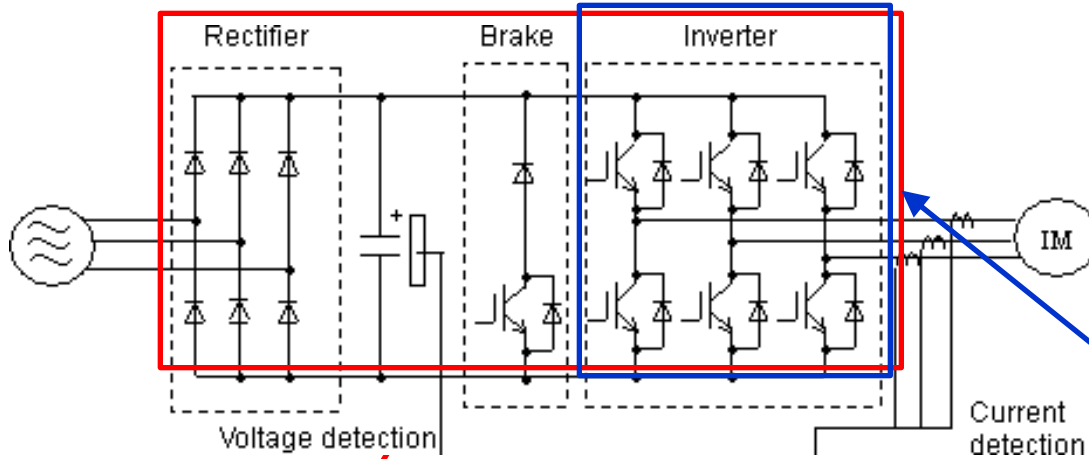 Rectifier
Brake
Inverter
+
IM
Voltage detection
Current
detection